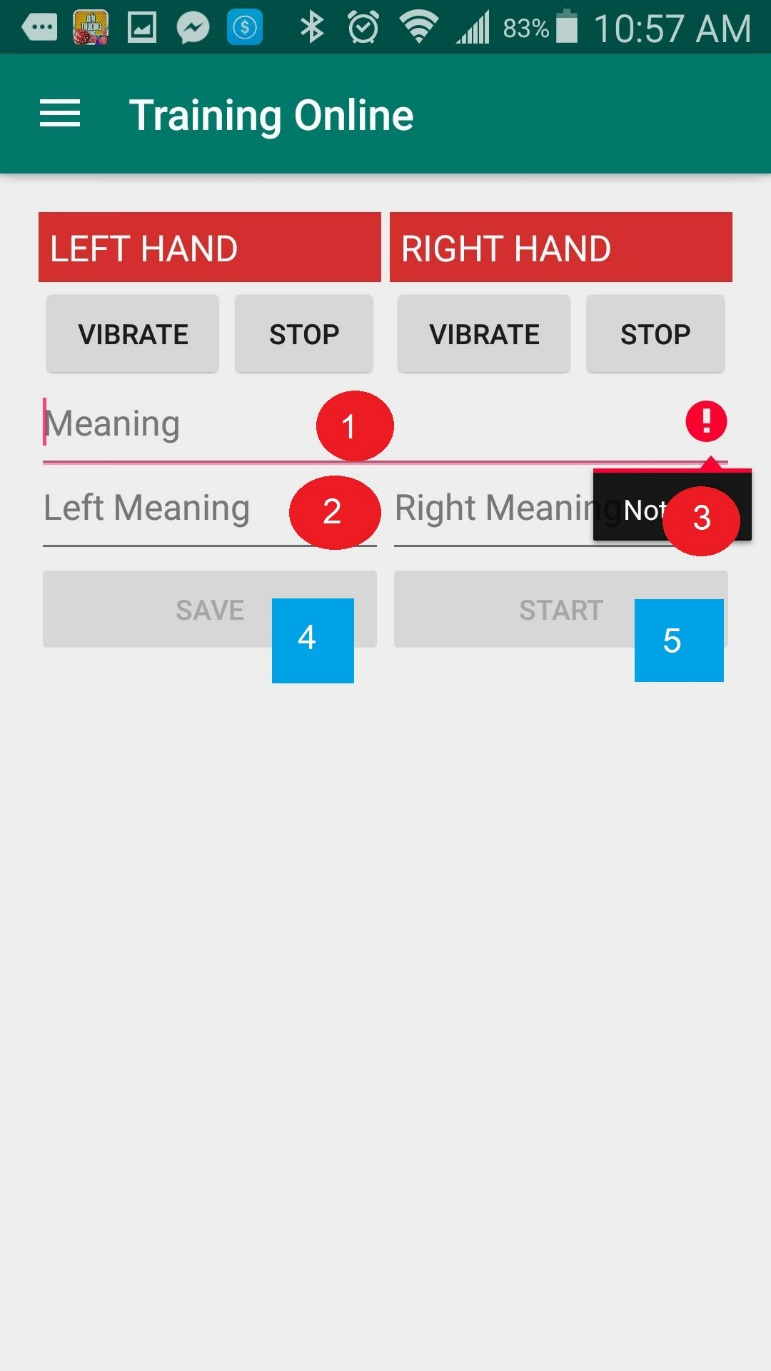 83% 10:57 AM
Training Online
LEFT HAND RIGHT HAND
VIBRATE STOP VIBRATE STOP
Meaning 1
Left Meaning 2 Right Meaning Not 3
SAVE 4 START 5